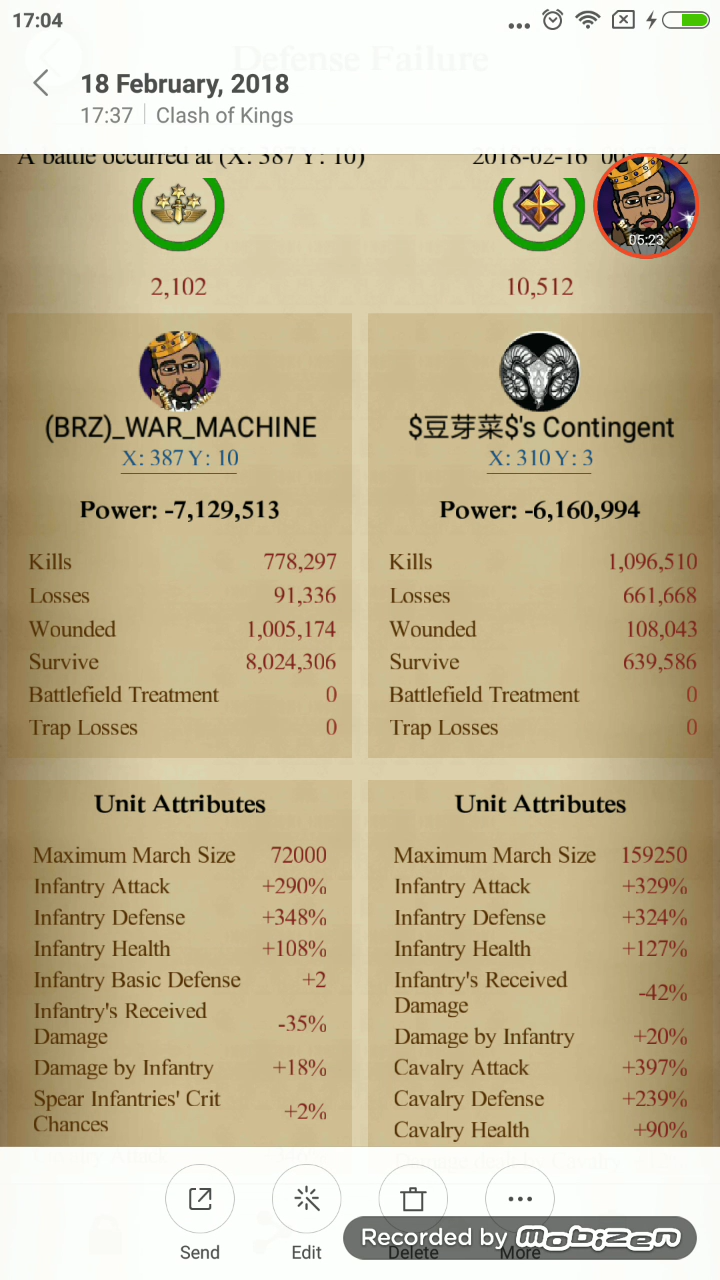 17:04
Defense Failure
18 February, 2018
17:37 Clash of Kings
A battle occurred at (X: 387 Y: 10) 2018-02-16
05:23
2,102 10,512
(BRZ)_WAR_MACHINE
X: 387 Y: 10
Power: -7,129,513
Kills 778,297
Losses 91,336
Wounded 1,005,174
Survive 8,024,306
Battlefield Treatment 0
Trap Losses 0
$豆芽菜$'s Contingent
X: 310 Y: 3
Power: -6,160,994
Kills 1,096,510
Losses 661,668
Wounded 108,043
Survive 639,586
Battlefield Treatment 0
Trap Losses 0
Unit Attributes
Maximum March Size 72000
Infantry Attack +290%
Infantry Defense +348%
Infantry Health +108%
Infantry Basic Defense +2
Infantry's Received
Damage -35%
Damage by Infantry +18%
Spear Infantries' Crit
Chances +2%
Unit Attributes
Maximum March Size 159250
Infantry Attack +329%
Infantry Defense +324%
Infantry Health +127%
Infantry's Received
Damage -42%
Damage by Infantry +20%
Cavalry Attack +397%
Cavalry Defense +239%
Cavalry Health +90%
Send Edit Delete More
Recorded by mobizen